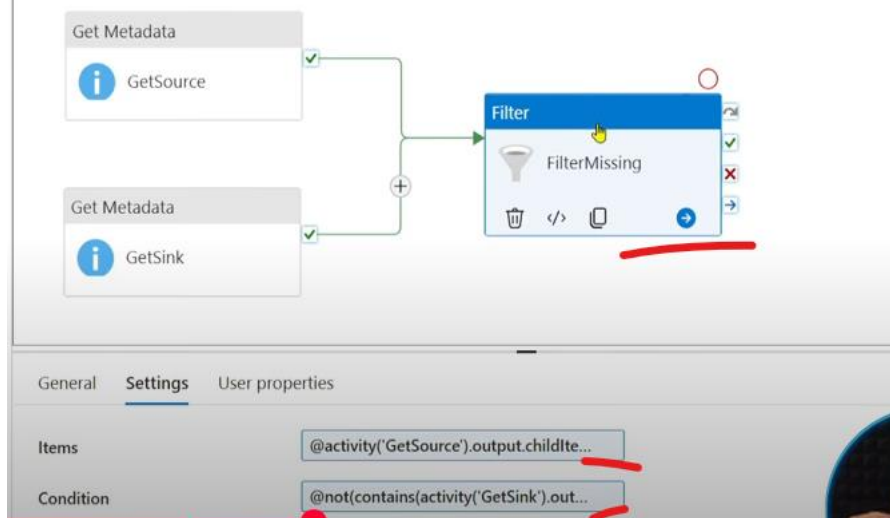 Get Metadata
GetSource
Get Metadata
GetSink
Filter
FilterMissing
General Settings User properties
Items @activity('GetSource').output.childIte...
Condition @not(contains(activity('GetSink').out...